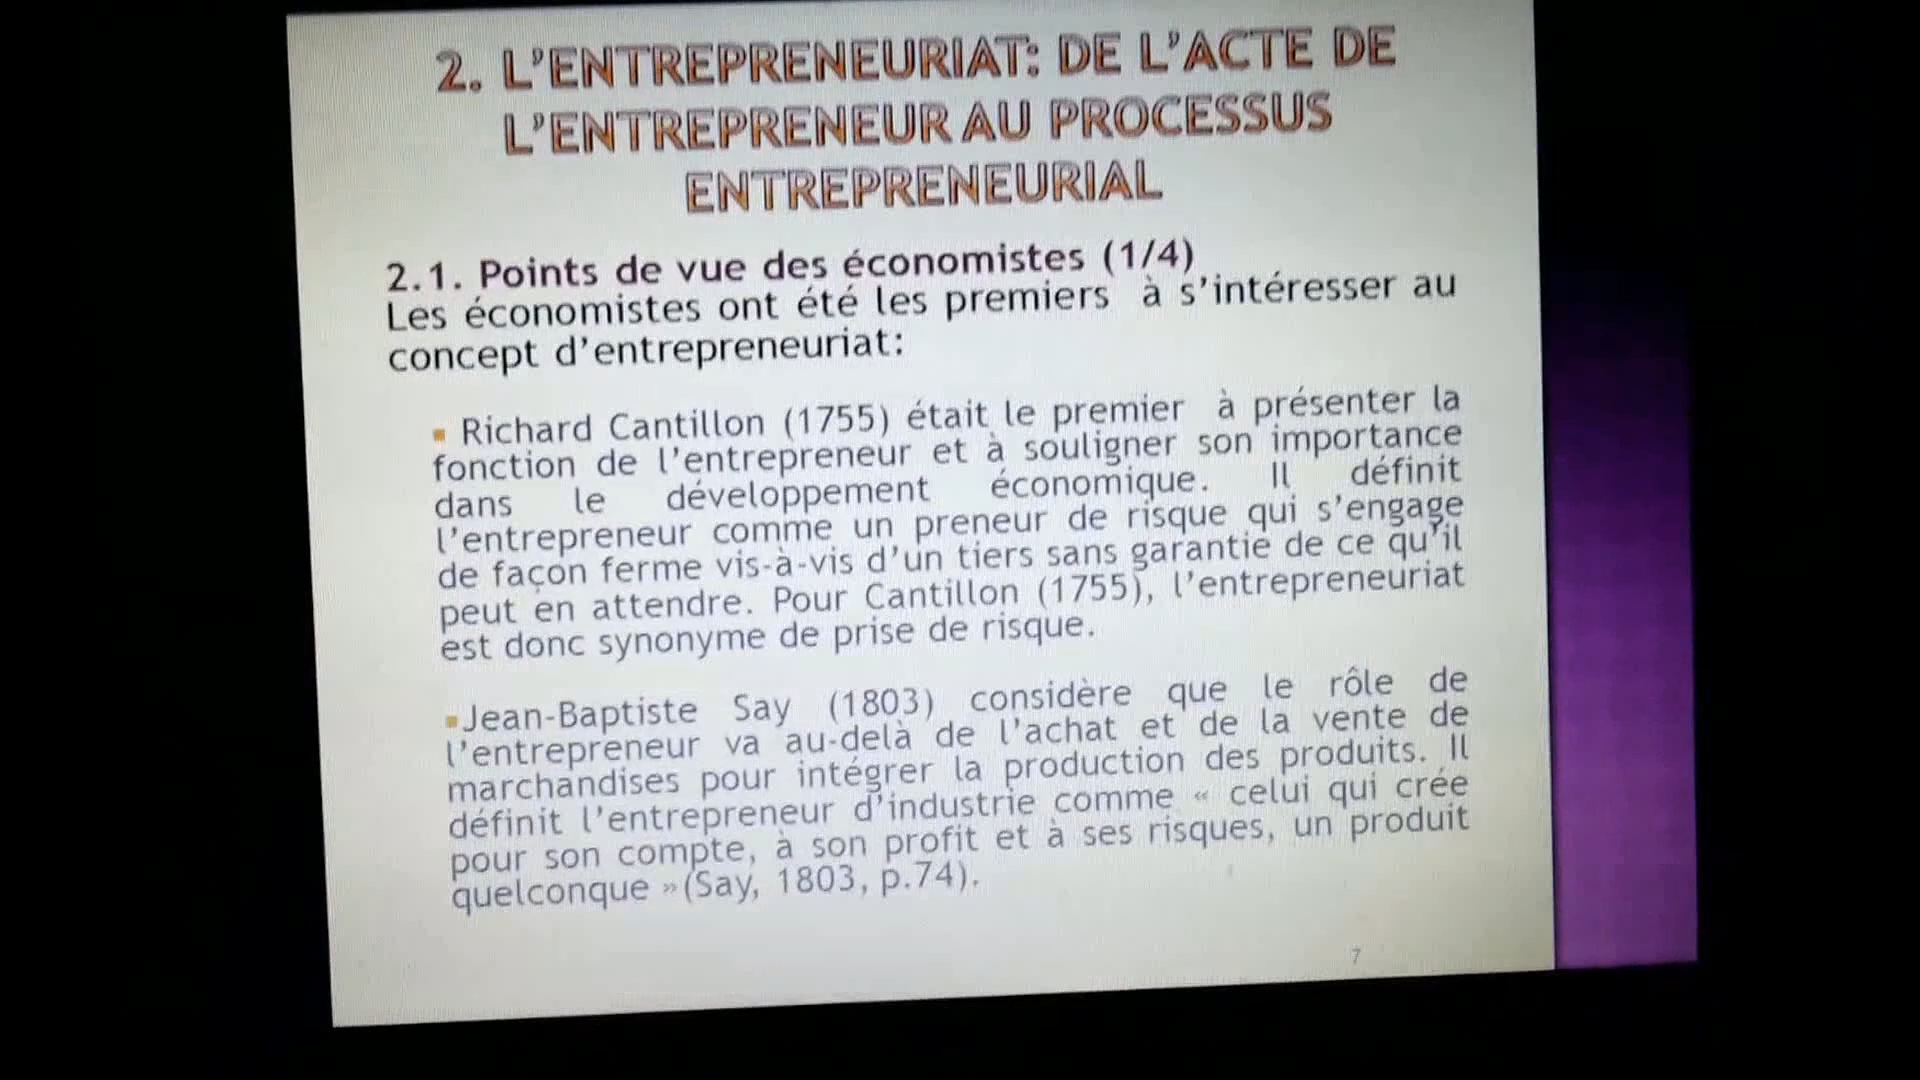 2. L'ENTREPRENEURIAT: DE L'ACTE DE
L'ENTREPRENEUR AU PROCESSUS
ENTREPRENEURIAL
2.1. Points de vue des économistes (1/4)
Les économistes ont été les premiers à s'intéresser au
concept d'entrepreneuriat:
▪ Richard Cantillon (1755) était le premier à présenter la
fonction de l'entrepreneur et à souligner son importance
dans le développement économique. Il définit
l'entrepreneur comme un preneur de risque qui s'engage
de façon ferme vis-à-vis d'un tiers sans garantie de ce qu'il
peut en attendre. Pour Cantillon (1755), l'entrepreneuriat
est donc synonyme de prise de risque.
▪Jean-Baptiste Say (1803) considère que le rôle de
l'entrepreneur va au-delà de l'achat et de la vente de
marchandises pour intégrer la production des produits. Il
définit l'entrepreneur d'industrie comme « celui qui crée
pour son compte, à son profit et à ses risques, un produit
quelconque »(Say, 1803, p.74).
7